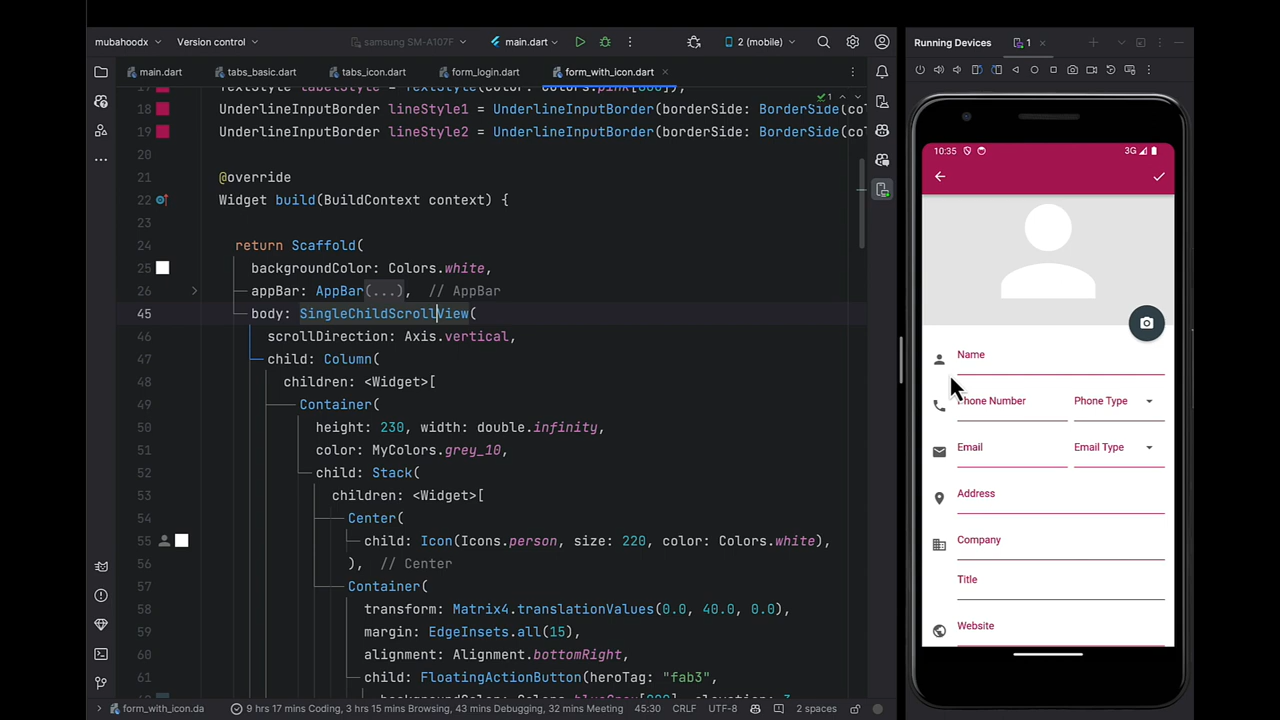 mubahoodx
Version control
samsung SM-A107F
main.dart
2 (mobile)
Running Devices
1
main.dart
tabs_basic.dart
tabs_icon.dart
form_login.dart
form_with_icon.dart
1
18 UnderlineInputBorder lineStyle1 = UnderlineInputBorder(borderSide: BorderSide(co
19 UnderlineInputBorder lineStyle2 = UnderlineInputBorder(borderSide: BorderSide(co
20
21 @override
22 Widget build(BuildContext context) {
23
24 return Scaffold(
25 backgroundColor: Colors.white,
26 appBar: AppBar(...), // AppBar
45 body: SingleChildScrollView(
46 scrollDirection: Axis.vertical,
47 child: Column(
48 children: <Widget>[
49 Container(
50 height: 230, width: double.infinity,
51 color: MyColors.grey_10,
52 child: Stack(
53 children: <Widget>[
54 Center(
55 child: Icon(Icons.person, size: 220, color: Colors.white),
56 ), // Center
57 Container(
58 transform: Matrix4.translationValues(0.0, 40.0, 0.0),
59 margin: EdgeInsets.all(15),
60 alignment: Alignment.bottomRight,
61 child: FloatingActionButton(heroTag: "fab3",
form_with_icon.da
9 hrs 17 mins Coding, 3 hrs 15 mins Browsing, 43 mins Debugging, 32 mins Meeting
45:30
CRLF
UTF-8
2 spaces
10:35
3G
Name
Phone Number
Phone Type
Email
Email Type
Address
Company
Title
Website